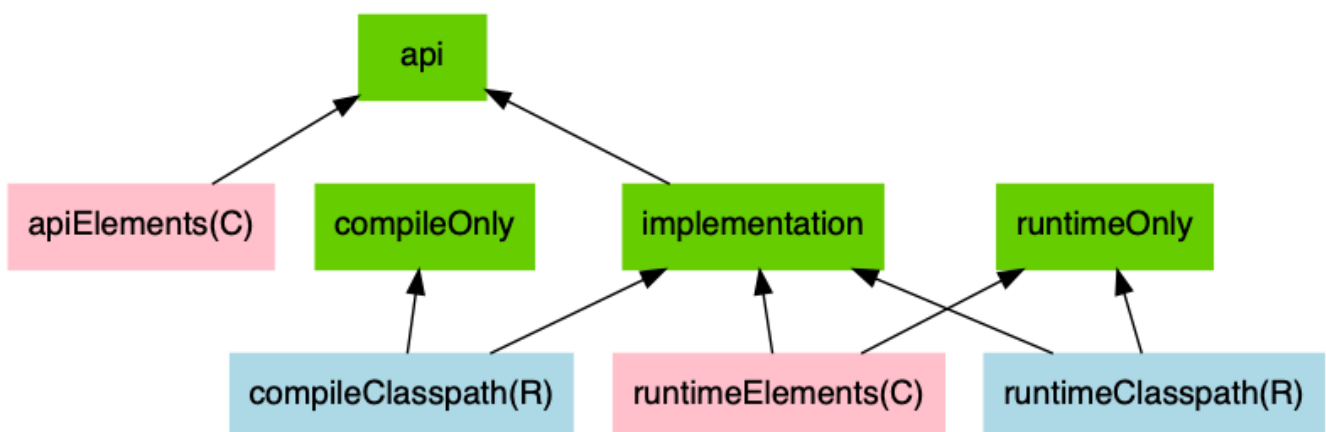 api
apiElements(C)
compileOnly
implementation
runtimeOnly
compileClasspath(R)
runtimeElements(C)
runtimeClasspath(R)